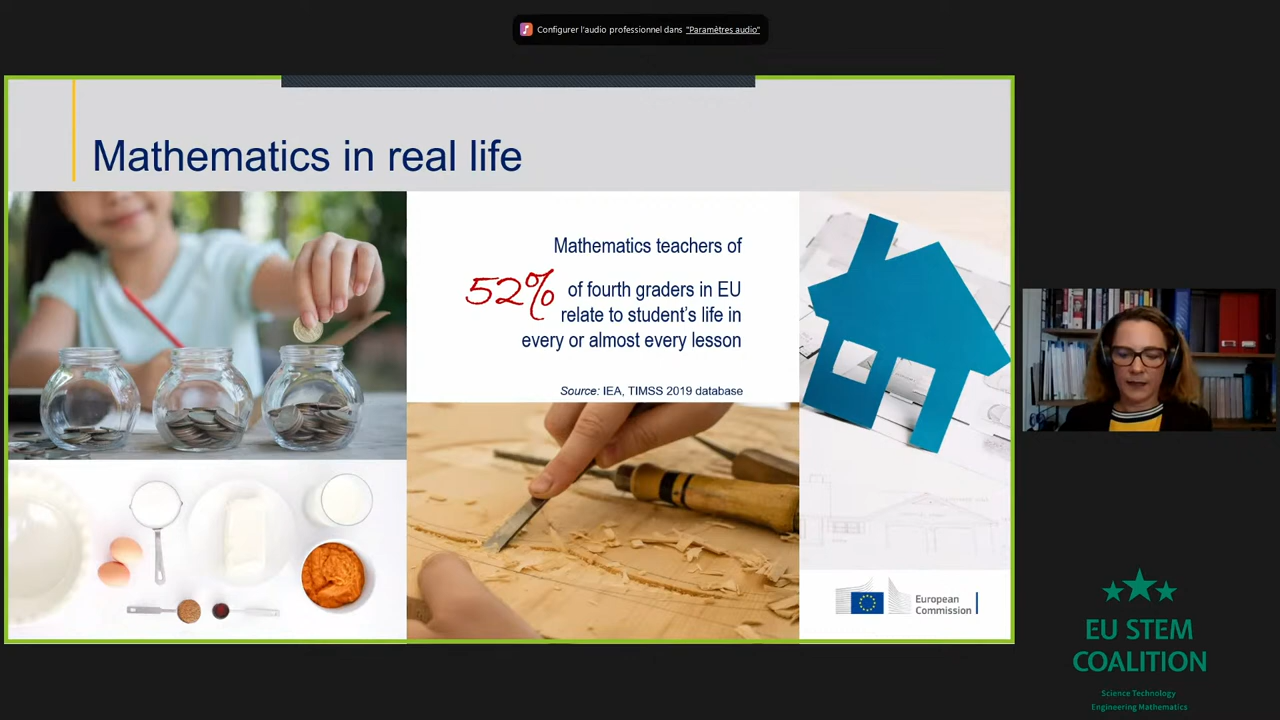 Configurer l'audio professionnel dans "Paramètres audio"
Mathematics in real life
Mathematics teachers of
52% of fourth graders in EU
relate to student's life in
every or almost every lesson
Source: IEA, TIMSS 2019 database
European
Commission
EU STEM
COALITION
Science Technology
Engineering Mathematics